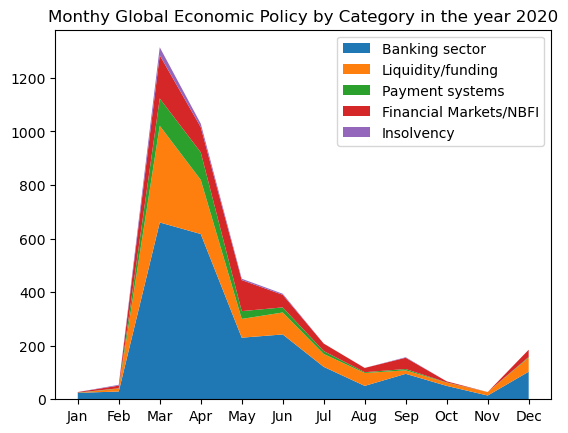 Monthy Global Economic Policy by Category in the year 2020
Banking sector
Liquidity/funding
Payment systems
Financial Markets/NBFI
Insolvency
1200
1000
800
600
400
200
0
Jan Feb Mar Apr May Jun Jul Aug Sep Oct Nov Dec